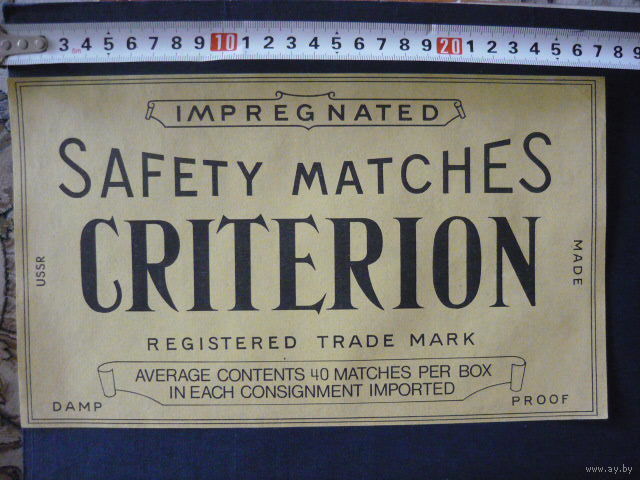 3 4 5 6 7 8 9 10 1 2 3 4 5 6 7 8 9 20 1 2 3 4 5 6 7 8 9
IMPREGNATED
SAFETY MATCHES
CRITERION
USSR
MADE
REGISTERED TRADE MARK
AVERAGE CONTENTS 40 MATCHES PER BOX
IN EACH CONSIGNMENT IMPORTED
DAMP PROOF
www.ay.by